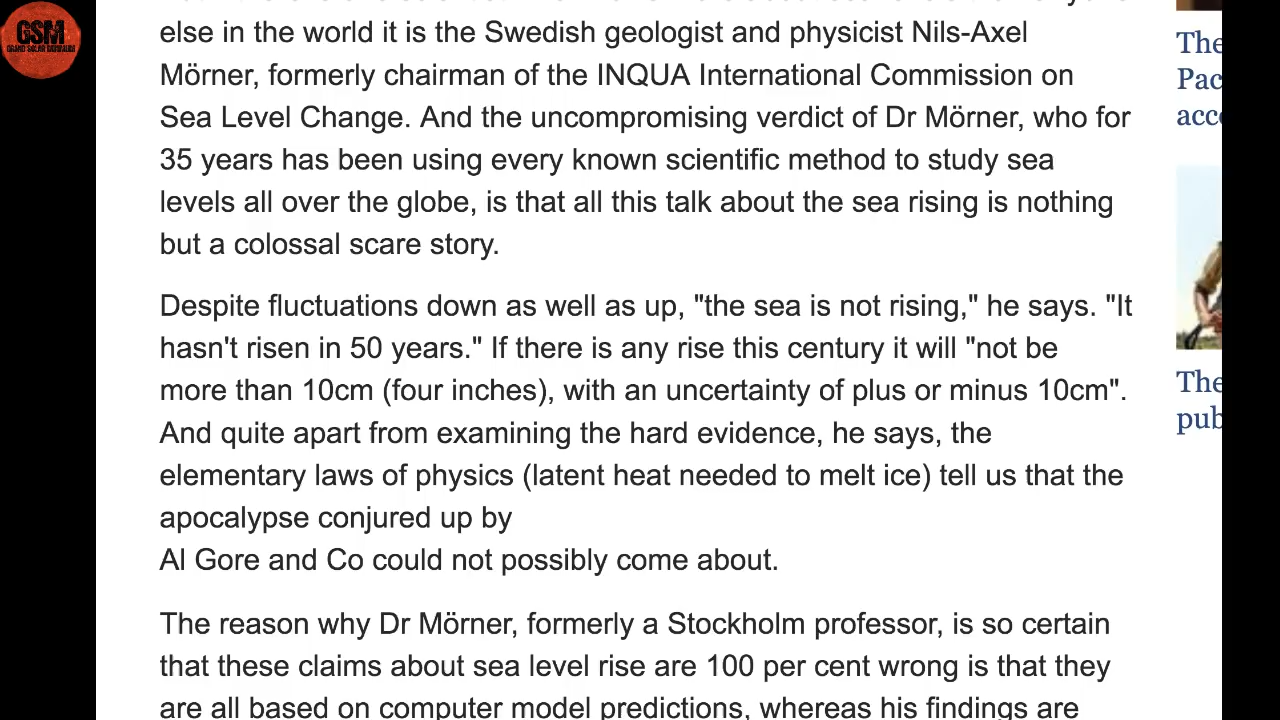 GSM
GRAND SOLAR MINIMUM
else in the world it is the Swedish geologist and physicist Nils-Axel
Mörner, formerly chairman of the INQUA International Commission on
Sea Level Change. And the uncompromising verdict of Dr Mörner, who for
35 years has been using every known scientific method to study sea
levels all over the globe, is that all this talk about the sea rising is nothing
but a colossal scare story.
Despite fluctuations down as well as up, "the sea is not rising," he says. "It
hasn't risen in 50 years." If there is any rise this century it will "not be
more than 10cm (four inches), with an uncertainty of plus or minus 10cm".
And quite apart from examining the hard evidence, he says, the
elementary laws of physics (latent heat needed to melt ice) tell us that the
apocalypse conjured up by
Al Gore and Co could not possibly come about.
The reason why Dr Mörner, formerly a Stockholm professor, is so certain
that these claims about sea level rise are 100 per cent wrong is that they
are all based on computer model predictions, whereas his findings are
The
Pac
acc
The
pub